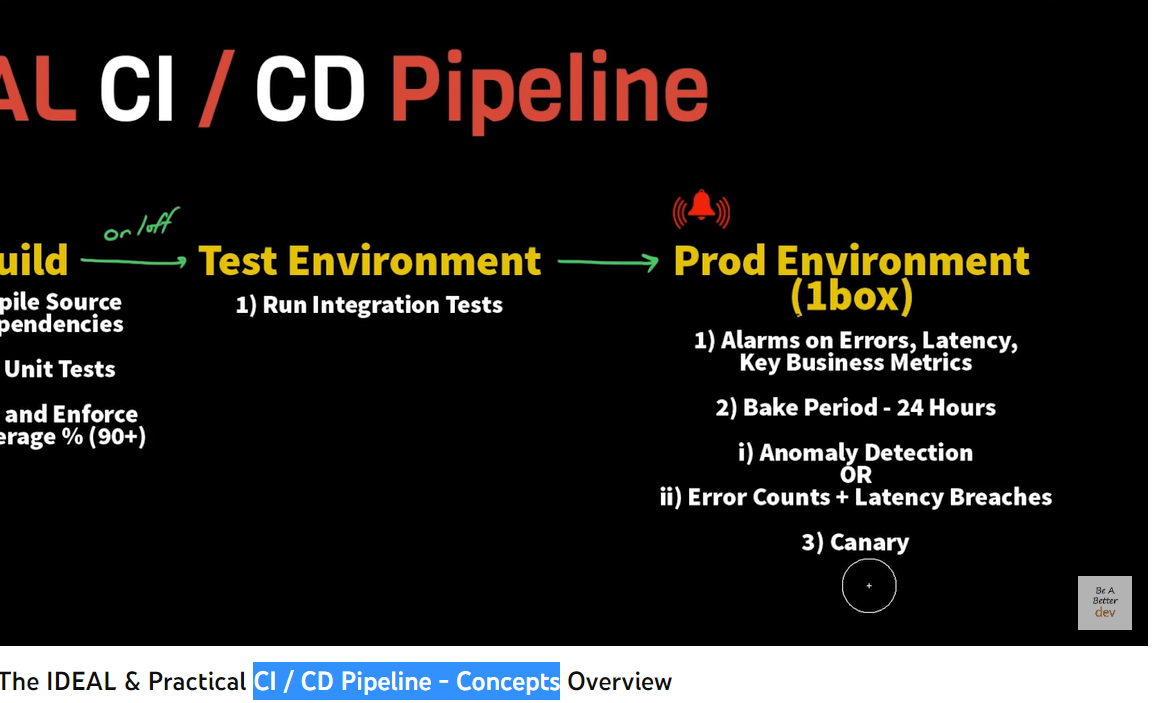 AL CI / CD Pipeline
on/off
uild
Test Environment
Prod Environment
(1box)
pile Source
pendencies
Unit Tests
and Enforce
erage % (90+)
1) Run Integration Tests
1) Alarms on Errors, Latency,
Key Business Metrics
2) Bake Period - 24 Hours
i) Anomaly Detection
OR
ii) Error Counts + Latency Breaches
3) Canary
Be A
Better
dev
The IDEAL & Practical CI / CD Pipeline - Concepts Overview